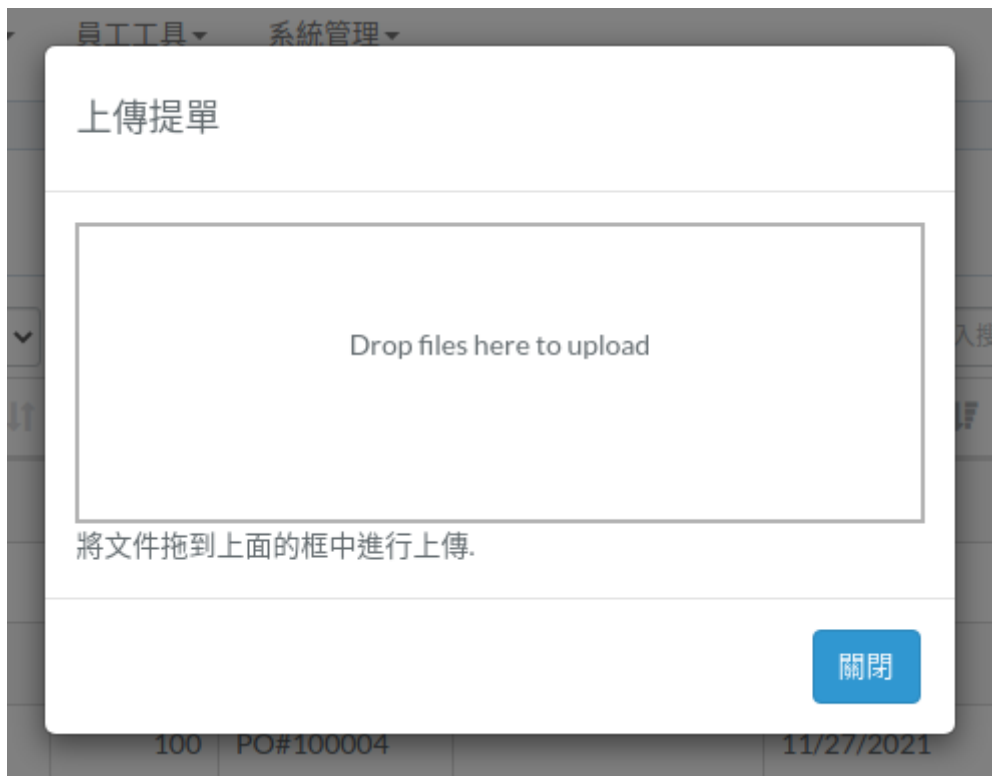 員工工具 系統管理
上傳提單
Drop files here to upload
將文件拖到上面的框中進行上傳.
關閉
100 PO#100004 11/27/2021